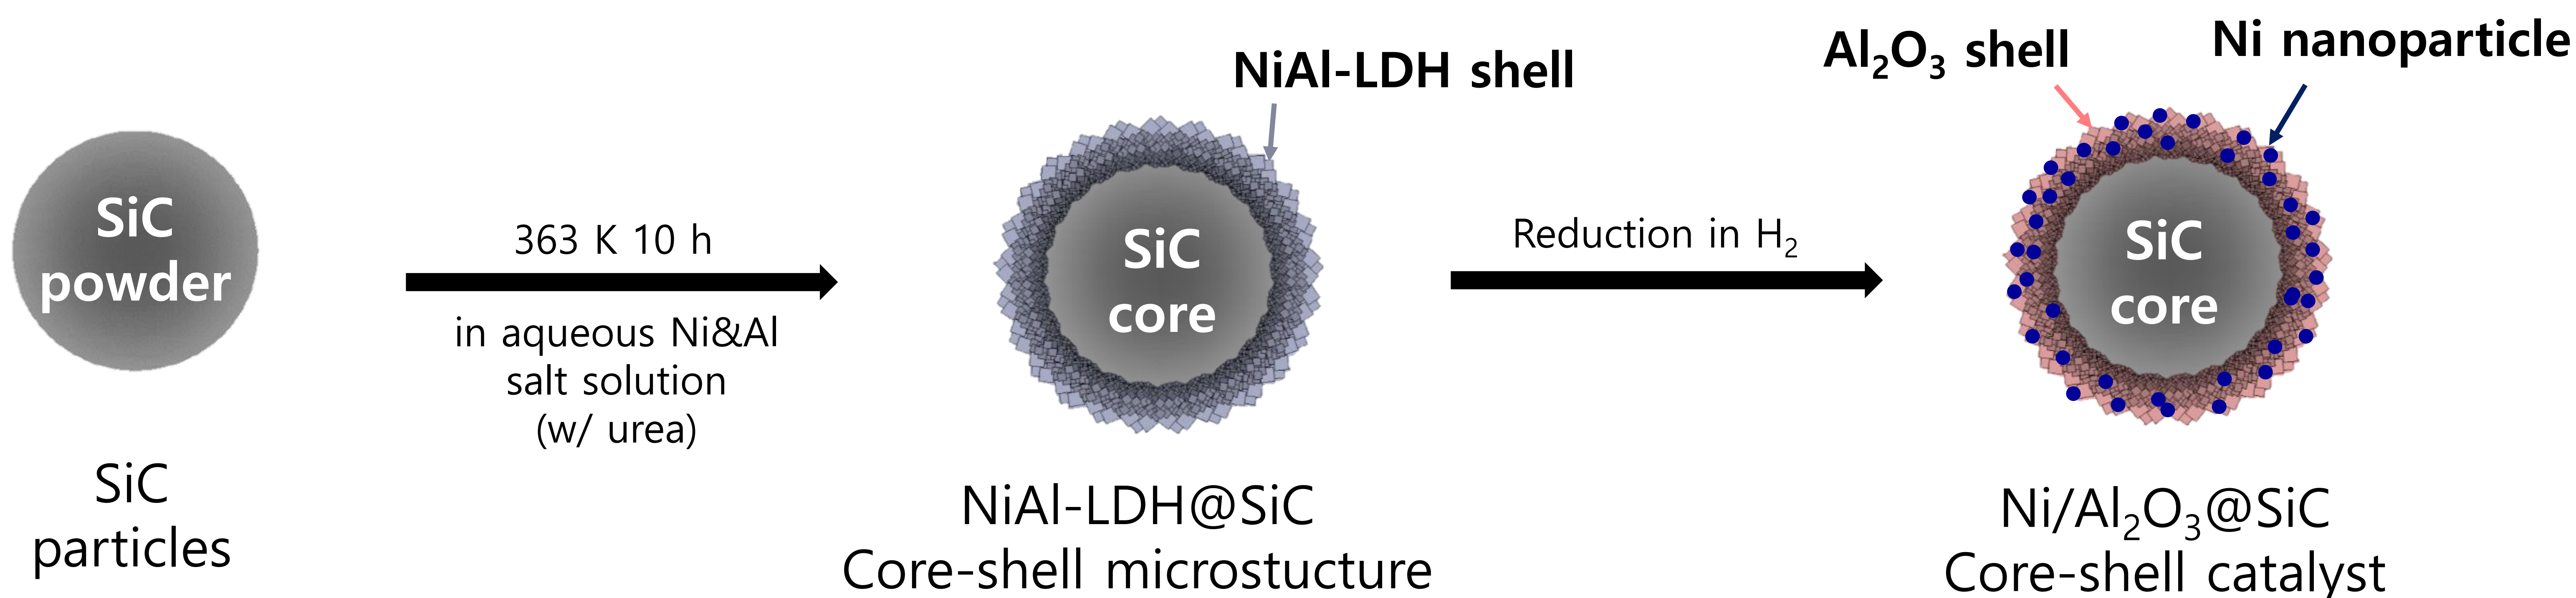 SiC
powder
SiC
particles
363 K 10 h
in aqueous Ni&Al
salt solution
(w/ urea)
NiAl-LDH shell
SiC
core
NiAl-LDH@SiC
Core-shell microstucture
Reduction in H₂
Al₂O₃ shell
Ni nanoparticle
SiC
core
Ni/Al₂O₃@SiC
Core-shell catalyst